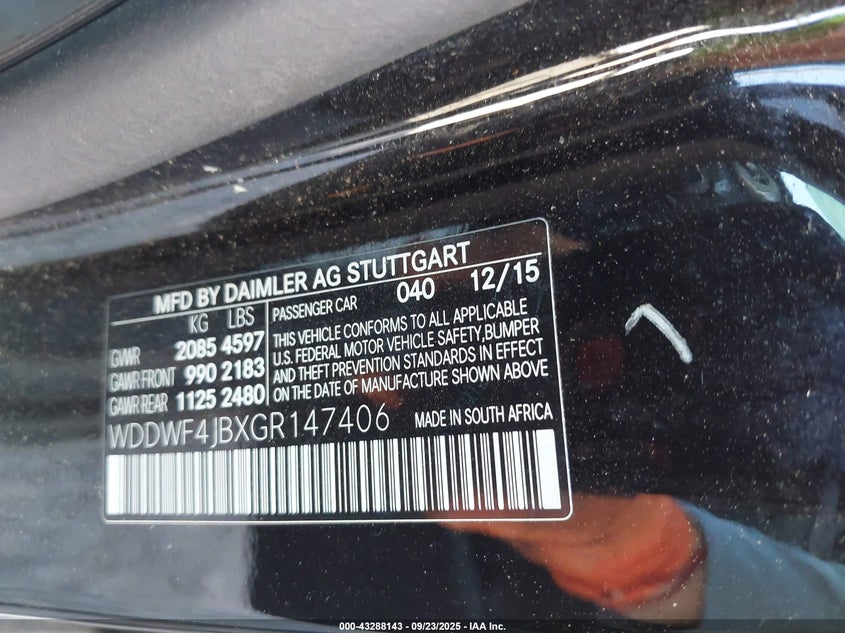 MFD BY DAIMLER AG STUTTGART
KG LBS
GVWR 2085 4597
GAWR FRONT 990 2183
GAWR REAR 1125 2480
PASSENGER CAR 040 12/15
THIS VEHICLE CONFORMS TO ALL APPLICABLE
U.S. FEDERAL MOTOR VEHICLE SAFETY,BUMPER
AND THEFT PREVENTION STANDARDS IN EFFECT
ON THE DATE OF MANUFACTURE SHOWN ABOVE
WDDWF4JBXGR147406 MADE IN SOUTH AFRICA
000-43288143 - 09/23/2025 - IAA Inc.